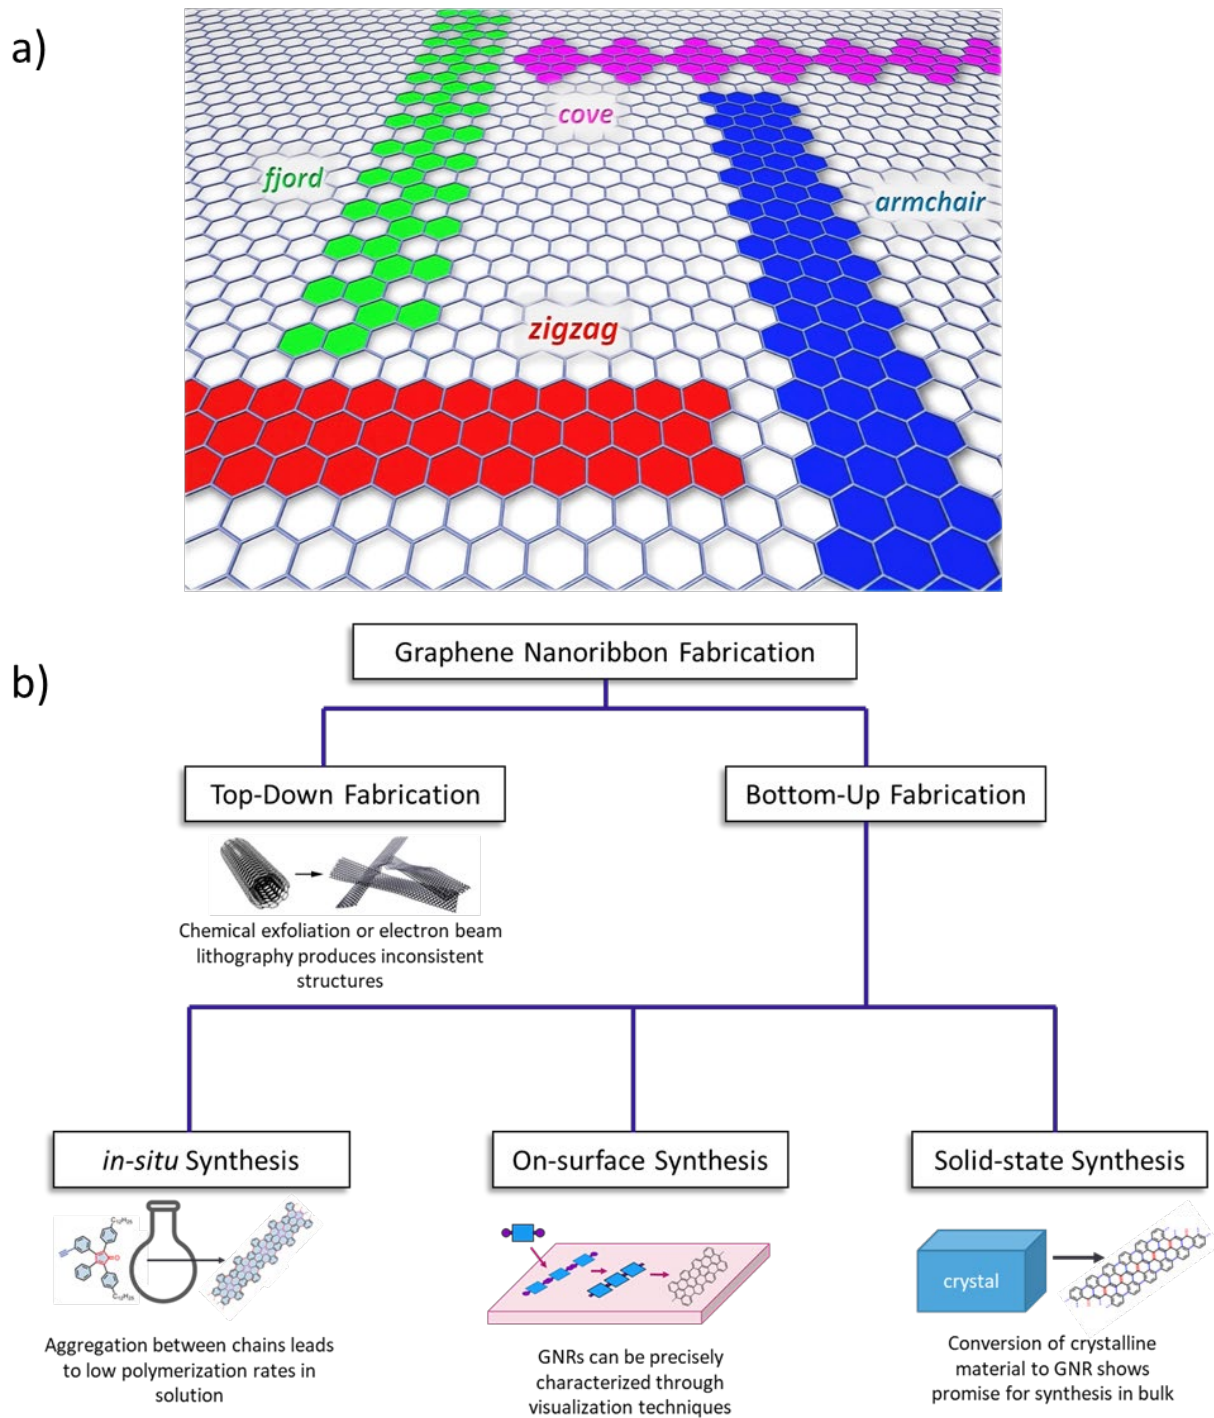 a)
cove
fjord
armchair
zigzag
b)
Graphene Nanoribbon Fabrication
Top-Down Fabrication
Bottom-Up Fabrication
Chemical exfoliation or electron beam
lithography produces inconsistent
structures
in-situ Synthesis
On-surface Synthesis
Solid-state Synthesis
C₁₂H₂₅
O
C₁₂H₂₅
crystal
Aggregation between chains leads
to low polymerization rates in
solution
GNRs can be precisely
characterized through
visualization techniques
Conversion of crystalline
material to GNR shows
promise for synthesis in bulk